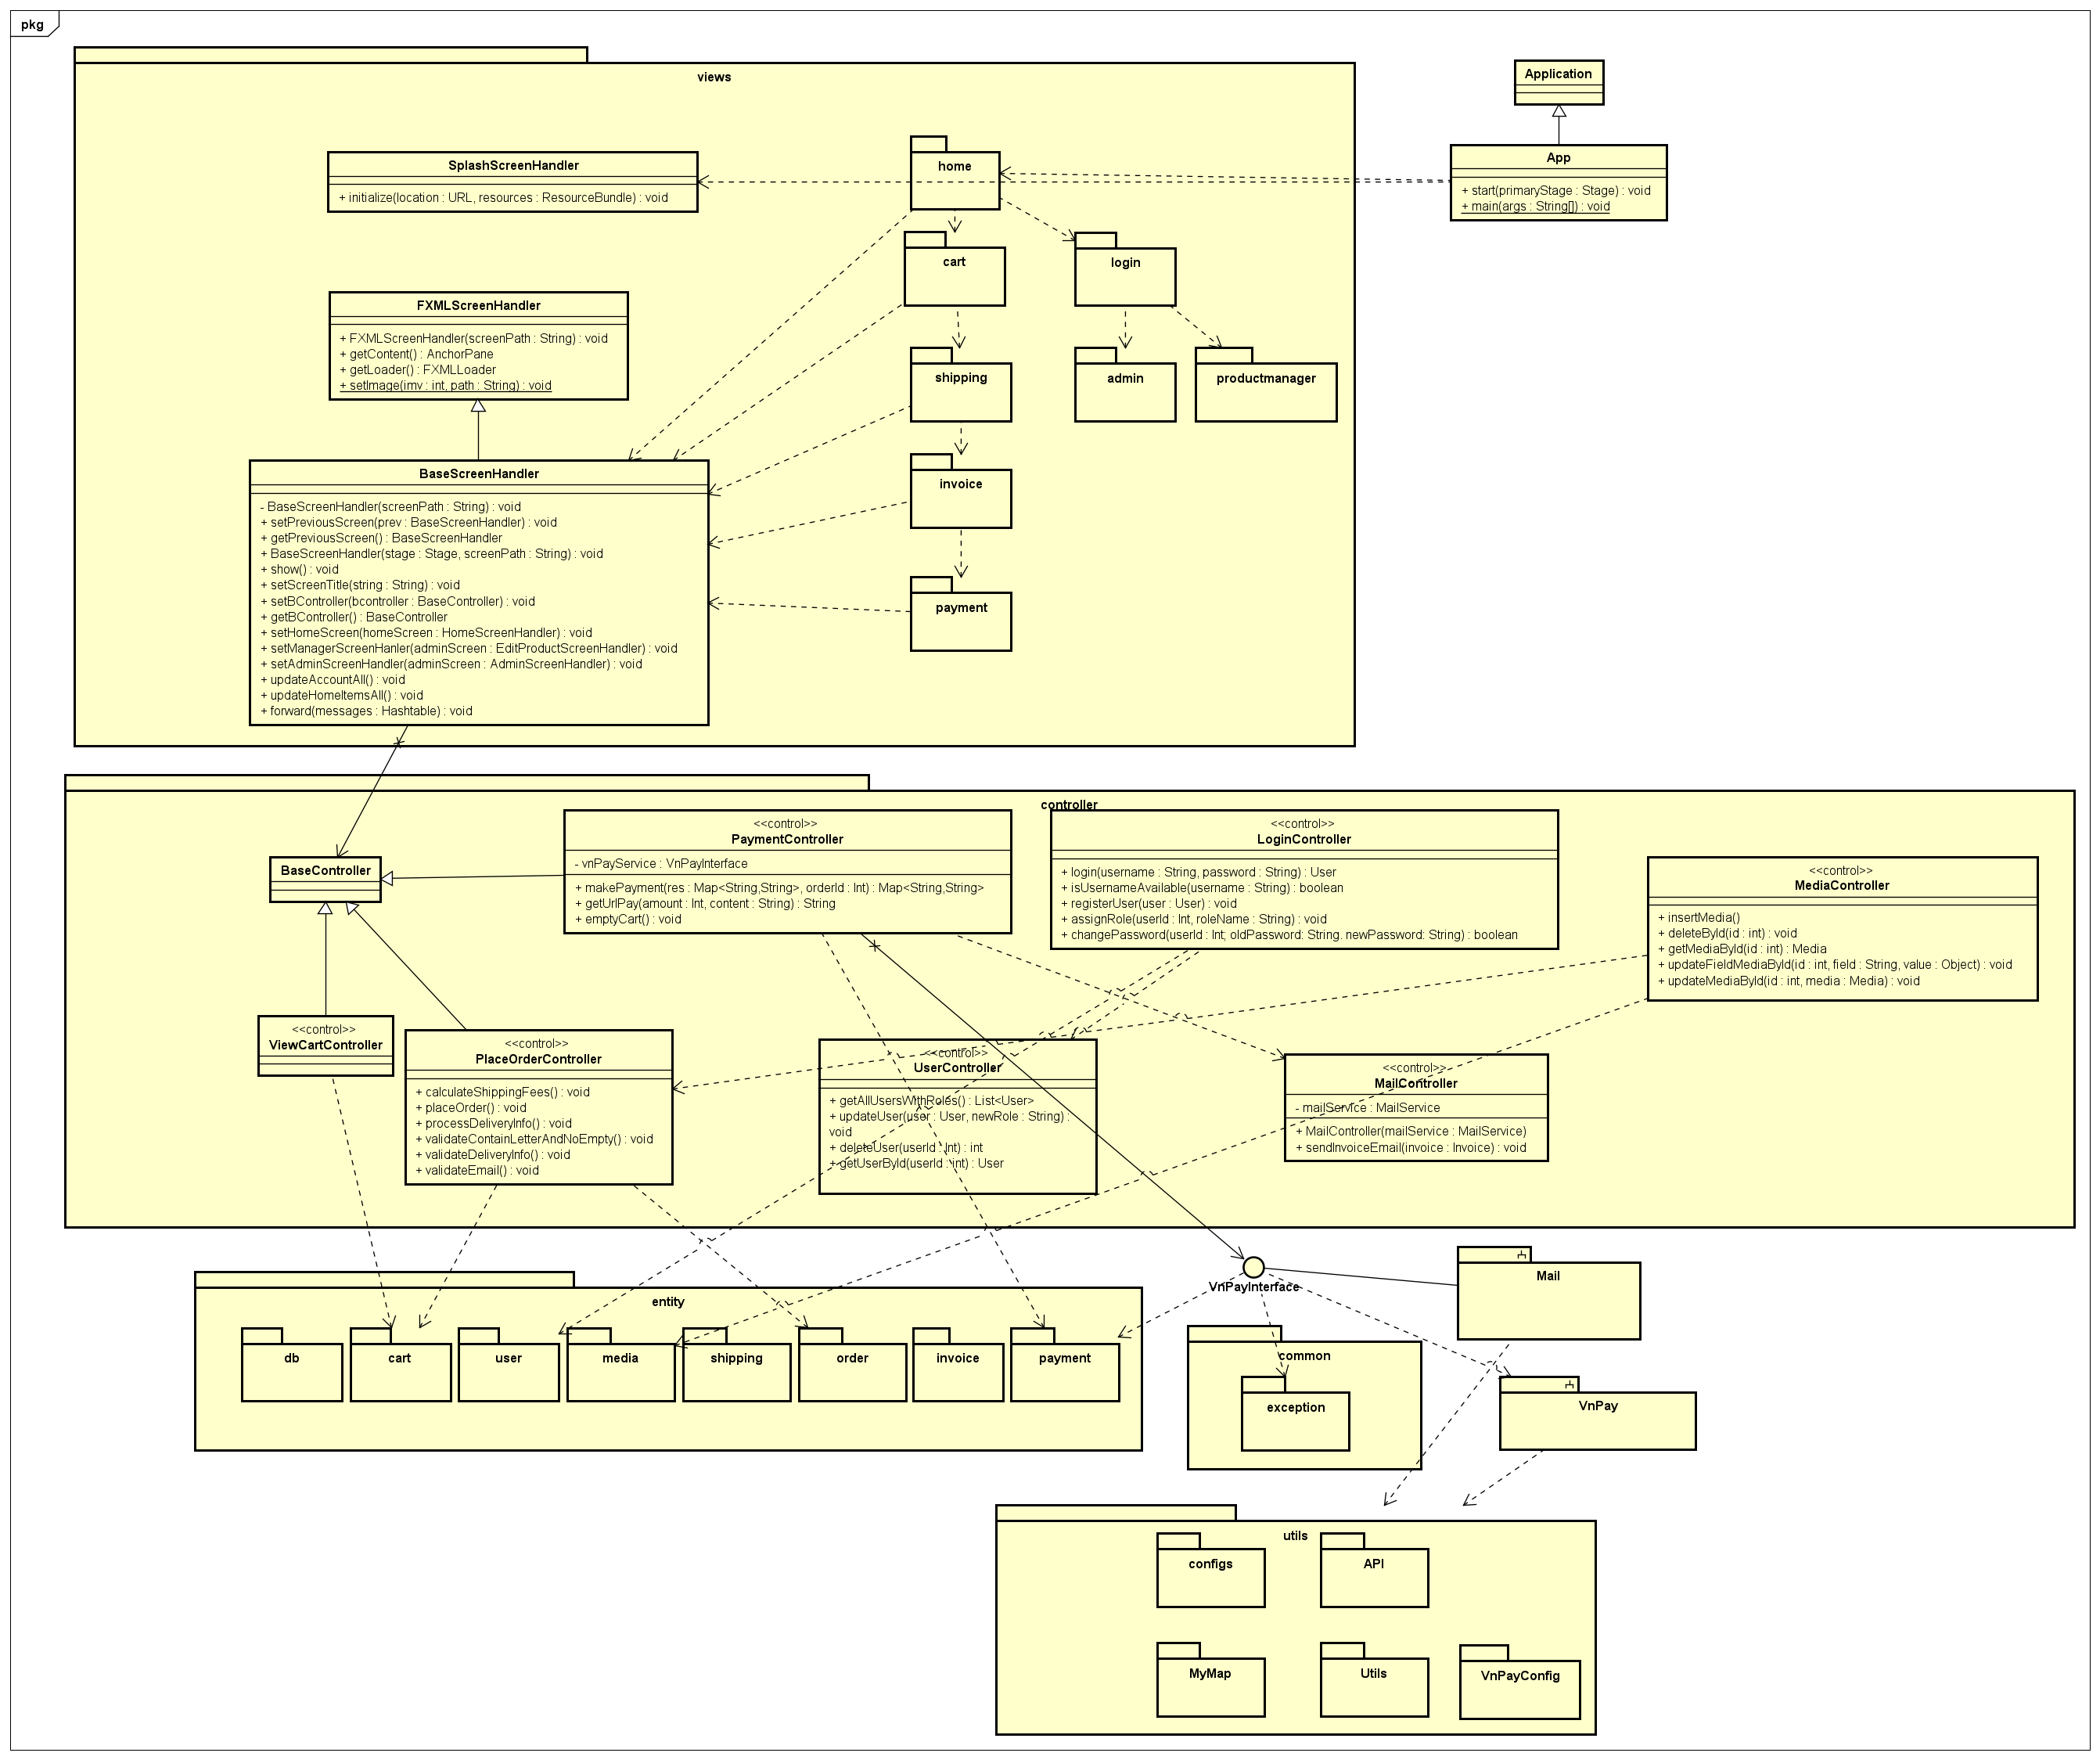 pkg
views
Application
SplashScreenHandler
+ initialize(location : URL, resources : ResourceBundle) : void
home
App
+ start(primaryStage : Stage) : void
+ main(args : String[]) : void
cart
login
FXMLScreenHandler
+ FXMLScreenHandler(screenPath : String) : void
+ getContent() : AnchorPane
+ getLoader() : FXMLLoader
+ setImage(imv : int, path : String) : void
shipping
admin
productmanager
BaseScreenHandler
- BaseScreenHandler(screenPath : String) : void
+ setPreviousScreen(prev : BaseScreenHandler) : void
+ getPreviousScreen() : BaseScreenHandler
+ BaseScreenHandler(stage : Stage, screenPath : String) : void
+ show() : void
+ setScreenTitle(string : String) : void
+ setBController(bcontroller : BaseController) : void
+ getBController() : BaseController
+ setHomeScreen(homeScreen : HomeScreenHandler) : void
+ setManagerScreenHanler(adminScreen : EditProductScreenHandler) : void
+ setAdminScreenHandler(adminScreen : AdminScreenHandler) : void
+ updateAccountAll() : void
+ updateHomeItemsAll() : void
+ forward(messages : Hashtable) : void
invoice
payment
controller
BaseController
<<control>>
PaymentController
- vnPayService : VnPayInterface
+ makePayment(res : Map<String,String>, orderId : Int) : Map<String,String>
+ getUrlPay(amount : Int, content : String) : String
+ emptyCart() : void
<<control>>
LoginController
+ login(username : String, password : String) : User
+ isUsernameAvailable(username : String) : boolean
+ registerUser(user : User) : void
+ assignRole(userId : Int, roleName : String) : void
+ changePassword(userId : Int; oldPassword: String. newPassword: String) : boolean
<<control>>
MediaController
+ insertMedia()
+ deleteById(id : int) : void
+ getMediaById(id : int) : Media
+ updateFieldMediaById(id : int, field : String, value : Object) : void
+ updateMediaById(id : int, media : Media) : void
<<control>>
ViewCartController
<<control>>
PlaceOrderController
+ calculateShippingFees() : void
+ placeOrder() : void
+ processDeliveryInfo() : void
+ validateContainLetterAndNoEmpty() : void
+ validateDeliveryInfo() : void
+ validateEmail() : void
<<control>>
UserController
+ getAllUsersWithRoles() : List<User>
+ updateUser(user : User, newRole : String) :
void
+ deleteUser(userId : Int) : int
+ getUserById(userId : int) : User
<<control>>
MailController
- mailService : MailService
+ MailController(mailService : MailService)
+ sendInvoiceEmail(invoice : Invoice) : void
VnPayInterface
Mail
entity
db
cart
user
media
shipping
order
invoice
payment
common
exception
VnPay
utils
configs
API
MyMap
Utils
VnPayConfig